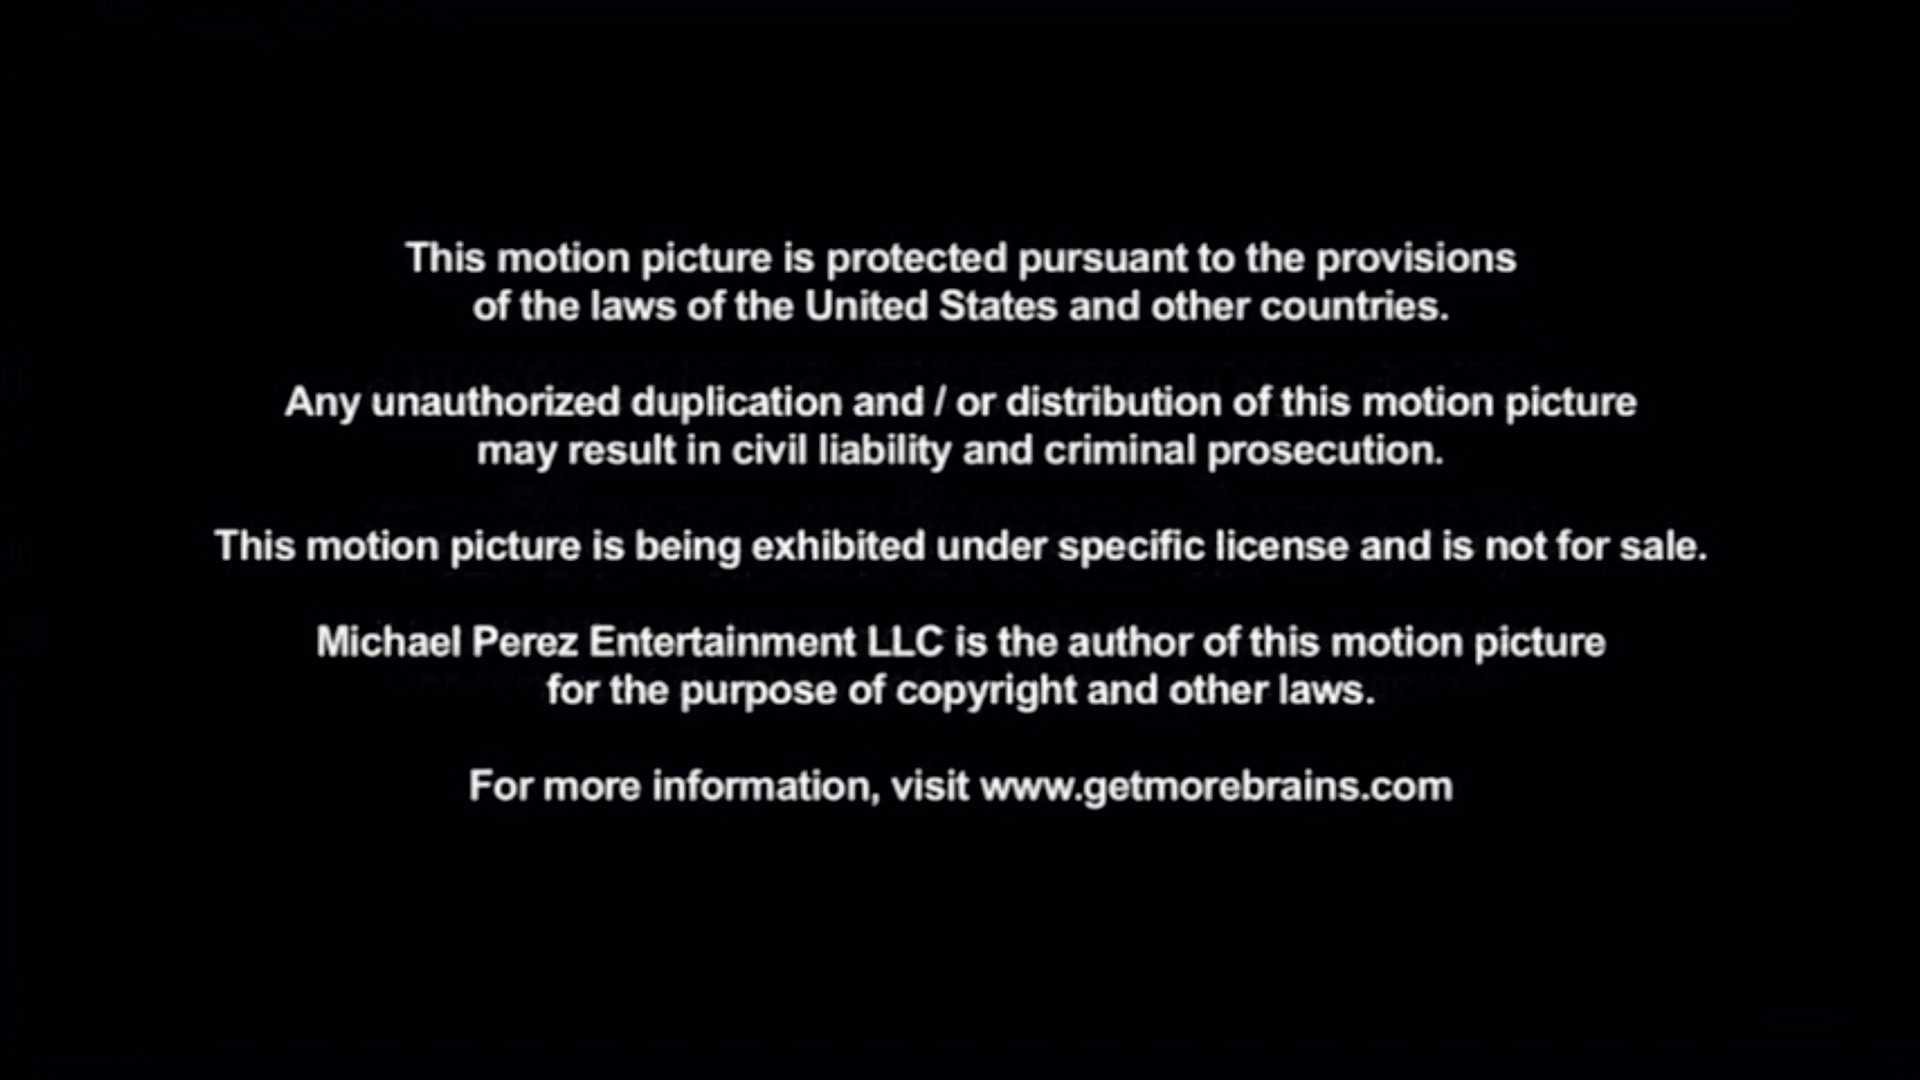 This motion picture is protected pursuant to the provisions
of the laws of the United States and other countries.
Any unauthorized duplication and / or distribution of this motion picture
may result in civil liability and criminal prosecution.
This motion picture is being exhibited under specific license and is not for sale.
Michael Perez Entertainment LLC is the author of this motion picture
for the purpose of copyright and other laws.
For more information, visit www.getmorebrains.com